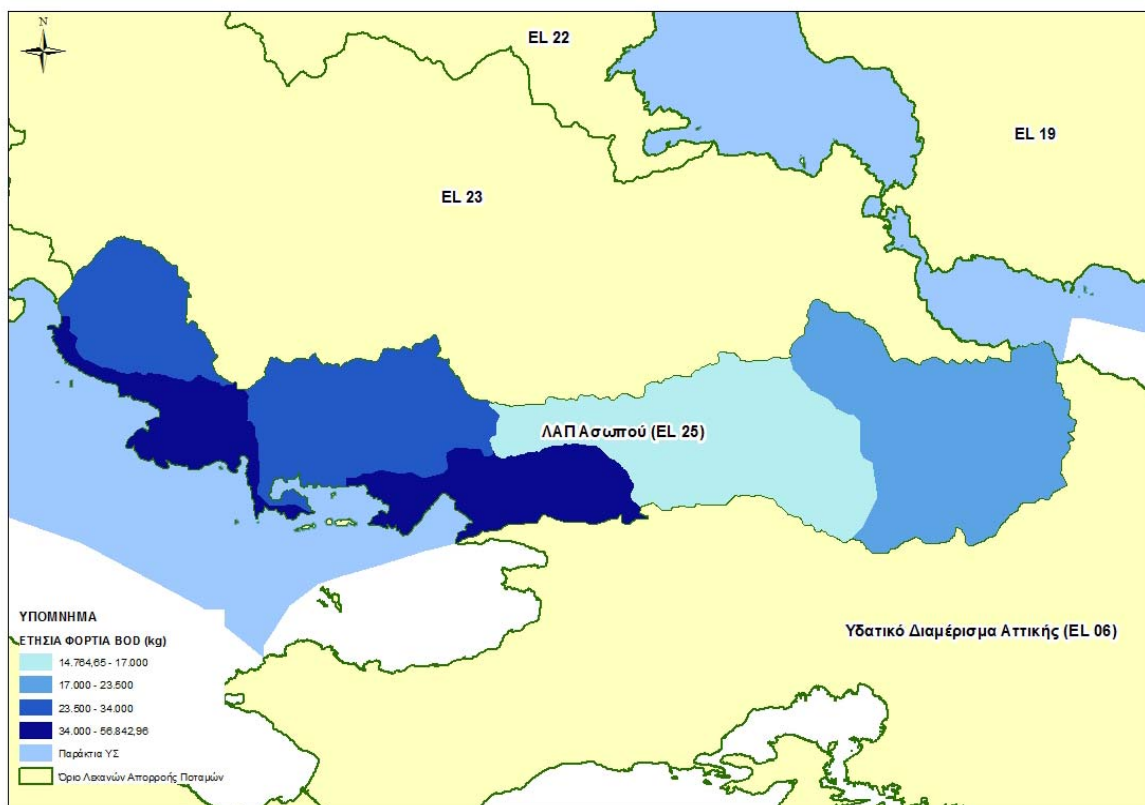 N
EL 22
EL 19
EL 23
ΛΑΠ Ασωπού (EL 25)
Υδατικό Διαμέρισμα Αττικής (EL 06)
ΥΠΟΜΝΗΜΑ
ΕΤΗΣΙΑ ΦΟΡΤΙΑ BOD (kg)
14.764,65 - 17.000
17.000 - 23.500
23.500 - 34.000
34.000 - 56.842,96
Παράκτια ΥΣ
Όριο Λεκανών Απορροής Ποταμών